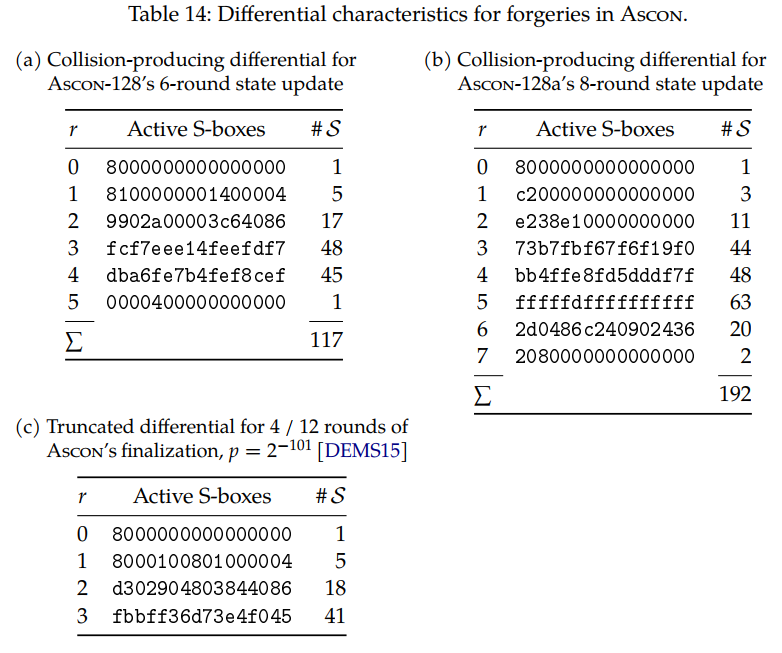 Table 14: Differential characteristics for forgeries in ASCON.
(a) Collision-producing differential for
ASCON-128's 6-round state update
r Active S-boxes # S
0 8000000000000000 1
1 8100000001400004 5
2 9902a00003c64086 17
3 fcf7eee14feefdf7 48
4 dba6fe7b4fef8cef 45
5 0000400000000000 1
∑ 117
(b) Collision-producing differential for
ASCON-128a's 8-round state update
r Active S-boxes # S
0 8000000000000000 1
1 c200000000000000 3
2 e238e10000000000 11
3 73b7fbf67f6f19f0 44
4 bb4ffe8fd5dddf7f 48
5 fffffdffffffffff 63
6 2d0486c240902436 20
7 2080000000000000 2
∑ 192
(c) Truncated differential for 4 / 12 rounds of
ASCON's finalization, p = 2⁻¹⁰¹ [DEMS15]
r Active S-boxes # S
0 8000000000000000 1
1 8000100801000004 5
2 d302904803844086 18
3 fbbff36d73e4f045 41